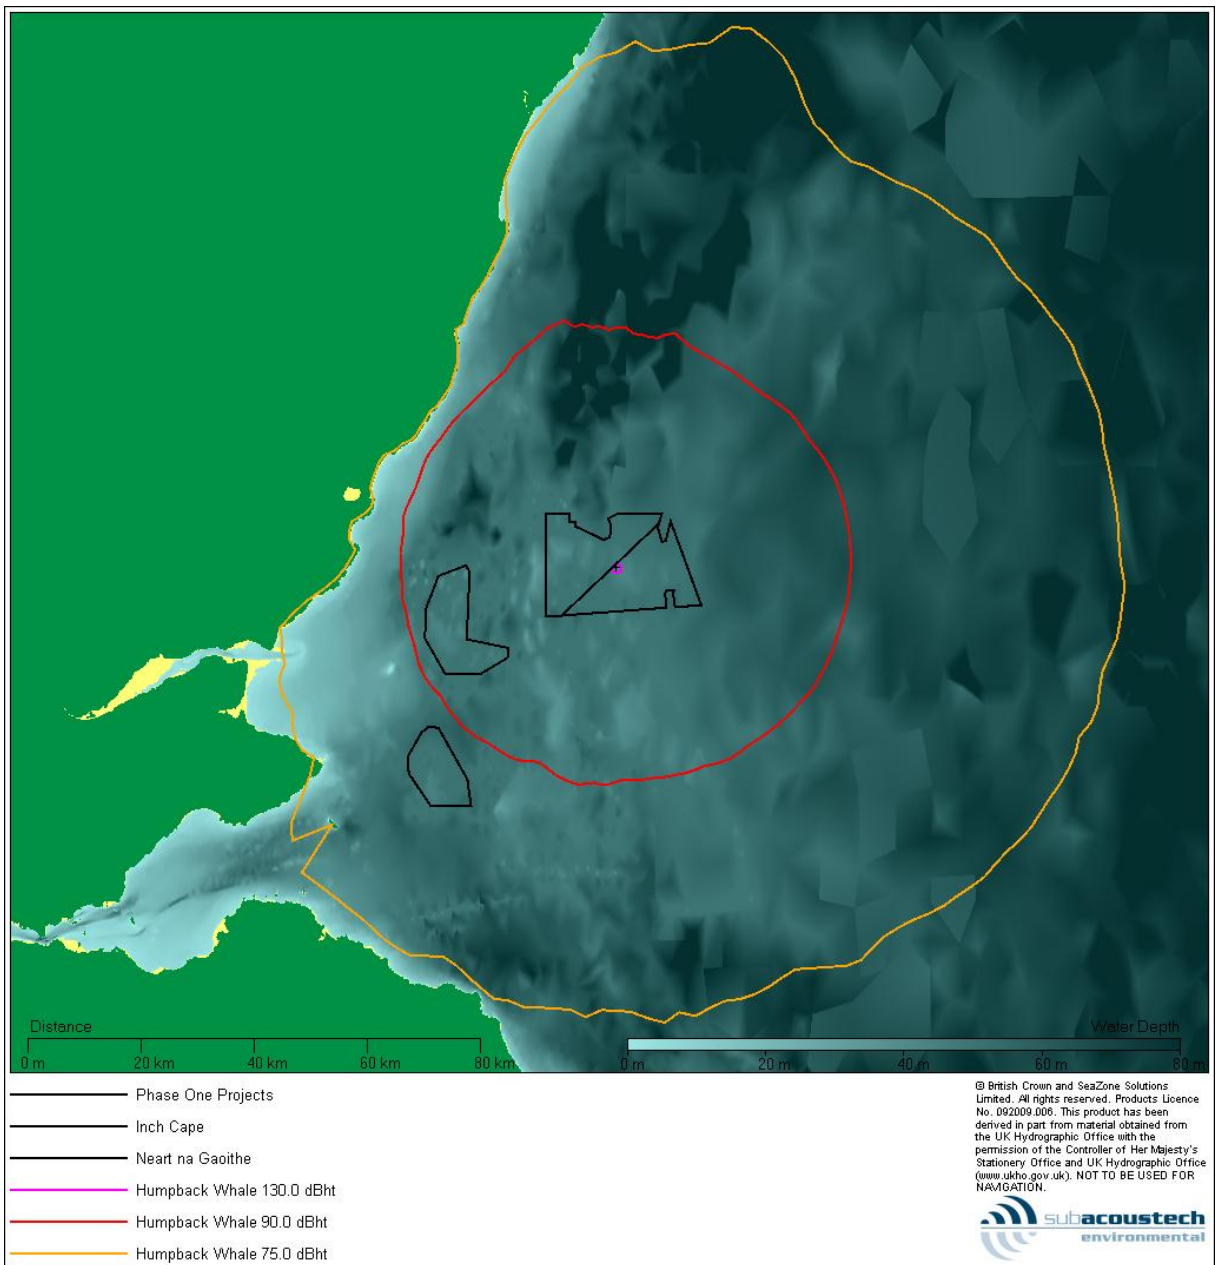 Distance
0 m 20 km 40 km 60 km 80 km
Water Depth
0 m 20 m 40 m 60 m 80 m
Phase One Projects
Inch Cape
Neart na Gaoithe
Humpback Whale 130.0 dBht
Humpback Whale 90.0 dBht
Humpback Whale 75.0 dBht
© British Crown and SeaZone Solutions
Limited. All rights reserved. Products Licence
No. 092009.006. This product has been
derived in part from material obtained from
the UK Hydrographic Office with the
permission of the Controller of Her Majesty's
Stationery Office and UK Hydrographic Office
(www.ukho.gov.uk). NOT TO BE USED FOR
NAVIGATION.
subacoustech
environmental